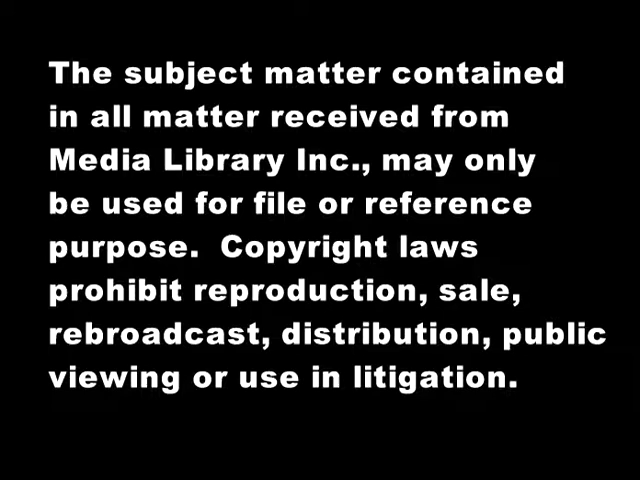 The subject matter contained
in all matter received from
Media Library Inc., may only
be used for file or reference
purpose.  Copyright laws
prohibit reproduction, sale,
rebroadcast, distribution, public
viewing or use in litigation.